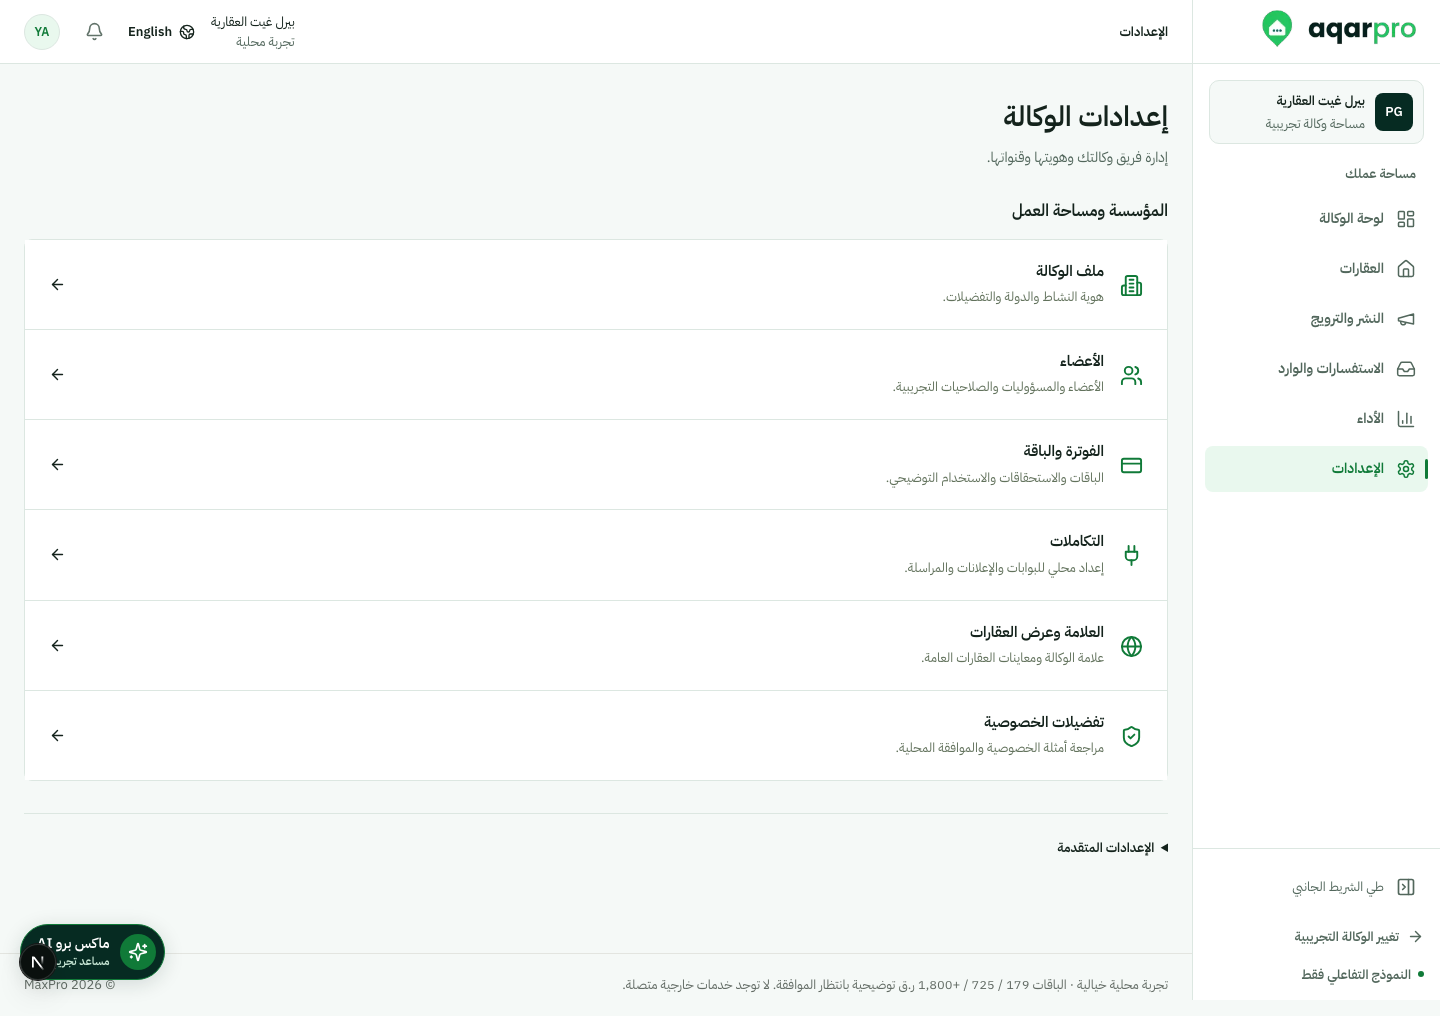 aqarpro
الإعدادات
بيرل غيت العقارية
تجربة محلية
English
YA
PG
بيرل غيت العقارية
مساحة وكالة تجريبية
مساحة عملك
لوحة الوكالة
العقارات
النشر والترويج
الاستفسارات والوارد
الأداء
الإعدادات
طي الشريط الجانبي
تغيير الوكالة التجريبية
النموذج التفاعلي فقط
إعدادات الوكالة
إدارة فريق وكالتك وهويتها وقنواتها.
المؤسسة ومساحة العمل
ملف الوكالة
هوية النشاط والدولة والتفضيلات.
الأعضاء
الأعضاء والمسؤوليات والصلاحيات التجريبية.
الفوترة والباقة
الباقات والاستحقاقات والاستخدام التوضيحي.
التكاملات
إعداد محلي للبوابات والإعلانات والمراسلة.
العلامة وعرض العقارات
علامة الوكالة ومعاينات العقارات العامة.
تفضيلات الخصوصية
مراجعة أمثلة الخصوصية والموافقة المحلية.
الإعدادات المتقدمة
ماكس برو AI
مساعد
N
تجربة محلية خيالية · الباقات 179 / 725 / +1,800 ر.ق توضيحية بانتظار الموافقة. لا توجد خدمات خارجية متصلة.
© 2026 MaxPro